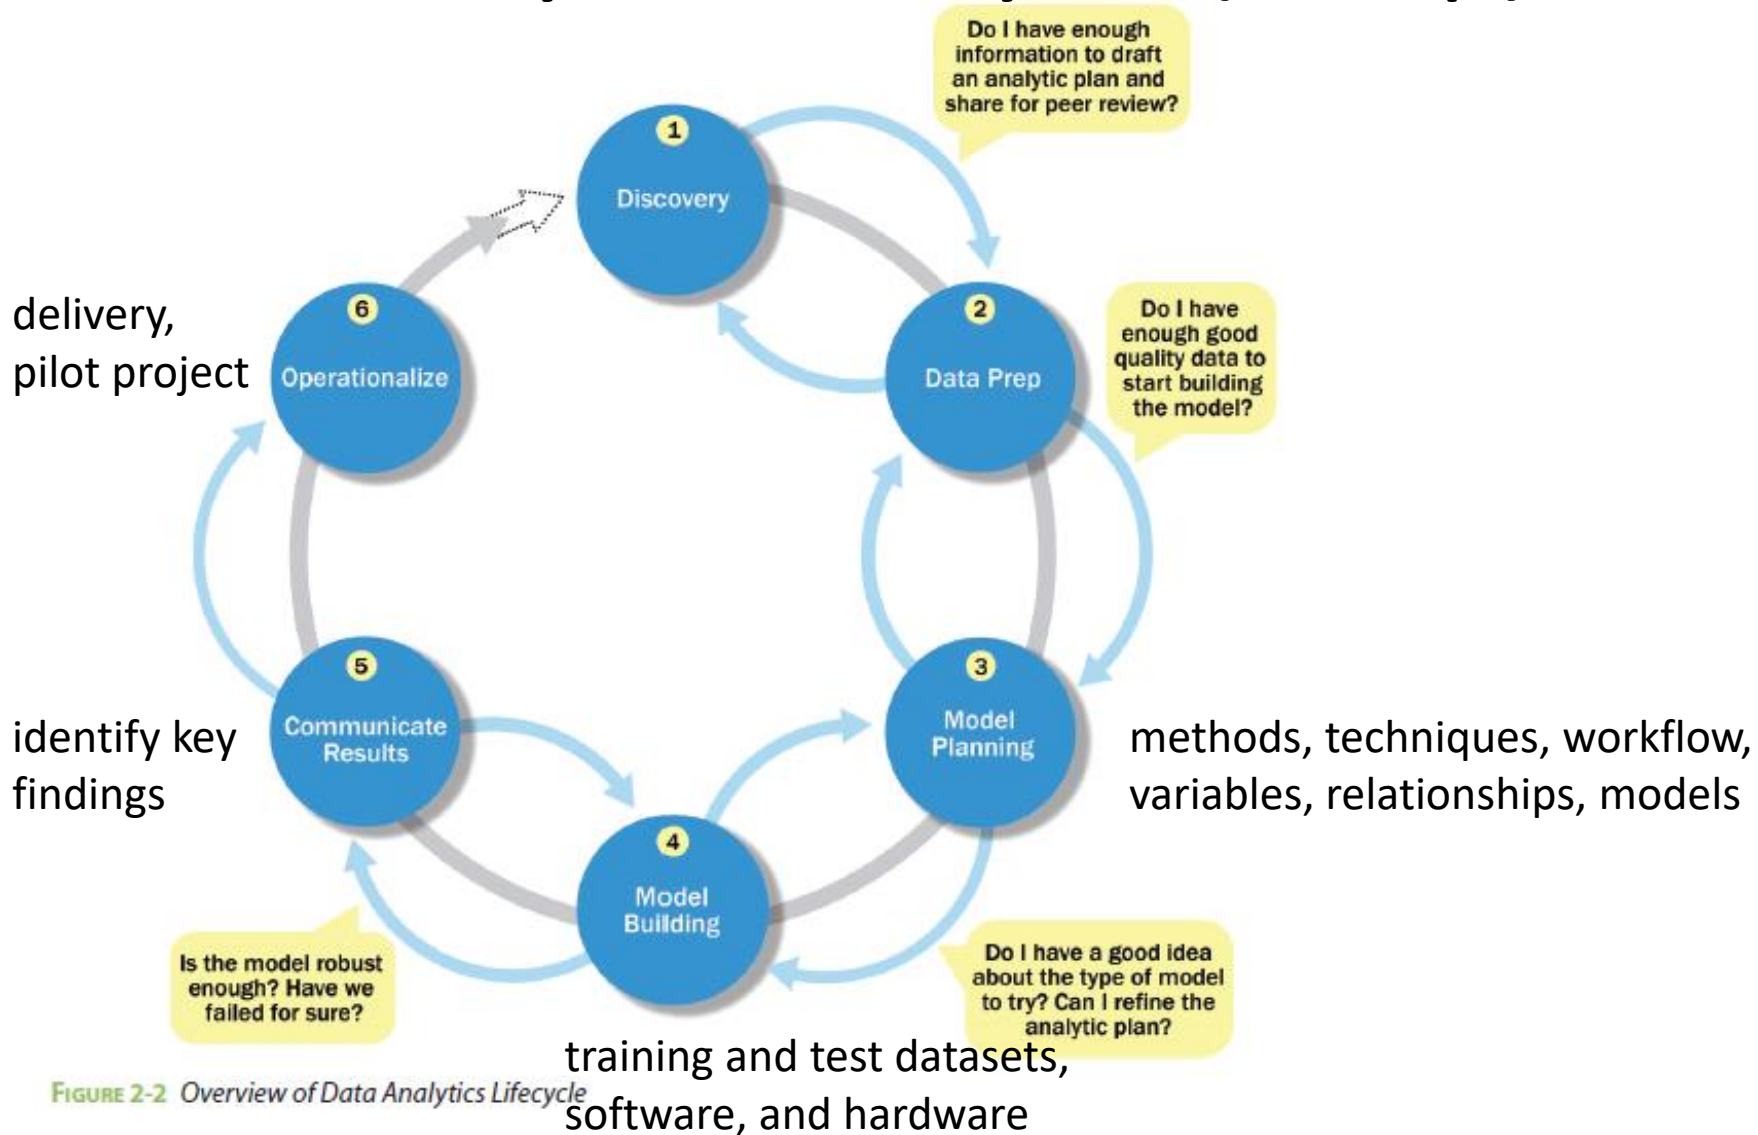 Do I have enough
information to draft
an analytic plan and
share for peer review?
1
Discovery
2
Data Prep
Do I have
enough good
quality data to
start building
the model?
3
Model
Planning
methods, techniques, workflow,
variables, relationships, models
Do I have a good idea
about the type of model
to try? Can I refine the
analytic plan?
4
Model
Building
training and test datasets,
software, and hardware
Is the model robust
enough? Have we
failed for sure?
5
Communicate
Results
identify key
findings
6
Operationalize
delivery,
pilot project
FIGURE 2-2 Overview of Data Analytics Lifecycle